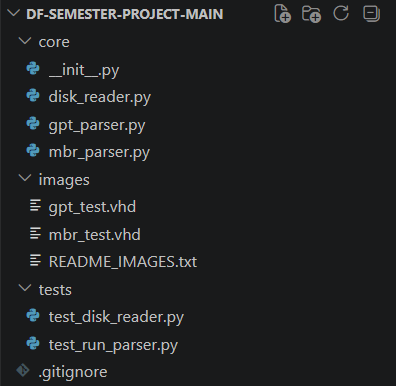 DF-SEMESTER-PROJECT-MAIN
core
__init__.py
disk_reader.py
gpt_parser.py
mbr_parser.py
images
gpt_test.vhd
mbr_test.vhd
README_IMAGES.txt
tests
test_disk_reader.py
test_run_parser.py
.gitignore